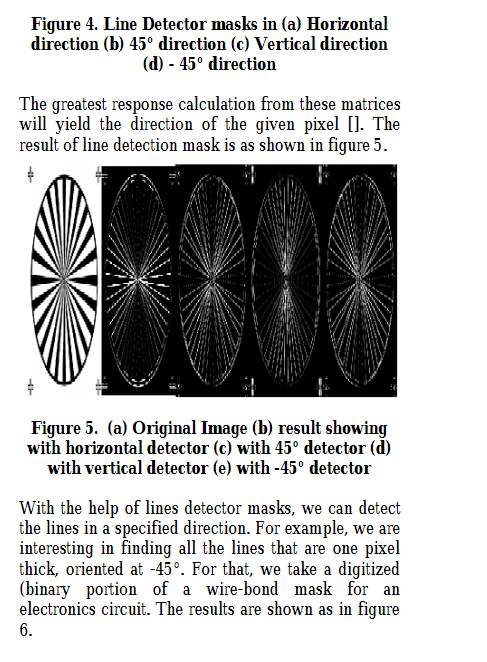 Figure 4. Line Detector masks in (a) Horizontal
direction (b) 45° direction (c) Vertical direction
(d) - 45° direction
The greatest response calculation from these matrices
will yield the direction of the given pixel []. The
result of line detection mask is as shown in figure 5.
Figure 5.  (a) Original Image (b) result showing
with horizontal detector (c) with 45° detector (d)
with vertical detector (e) with -45° detector
With the help of lines detector masks, we can detect
the lines in a specified direction. For example, we are
interesting in finding all the lines that are one pixel
thick, oriented at -45°. For that, we take a digitized
(binary portion of a wire-bond mask for an
electronics circuit. The results are shown as in figure
6.